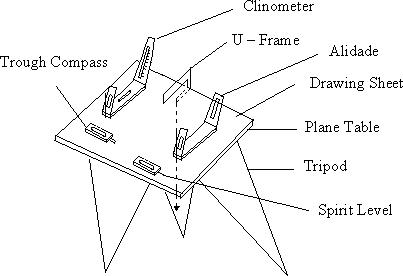 Clinometer
U - Frame
Alidade
Trough Compass
Drawing Sheet
Plane Table
Tripod
Spirit Level